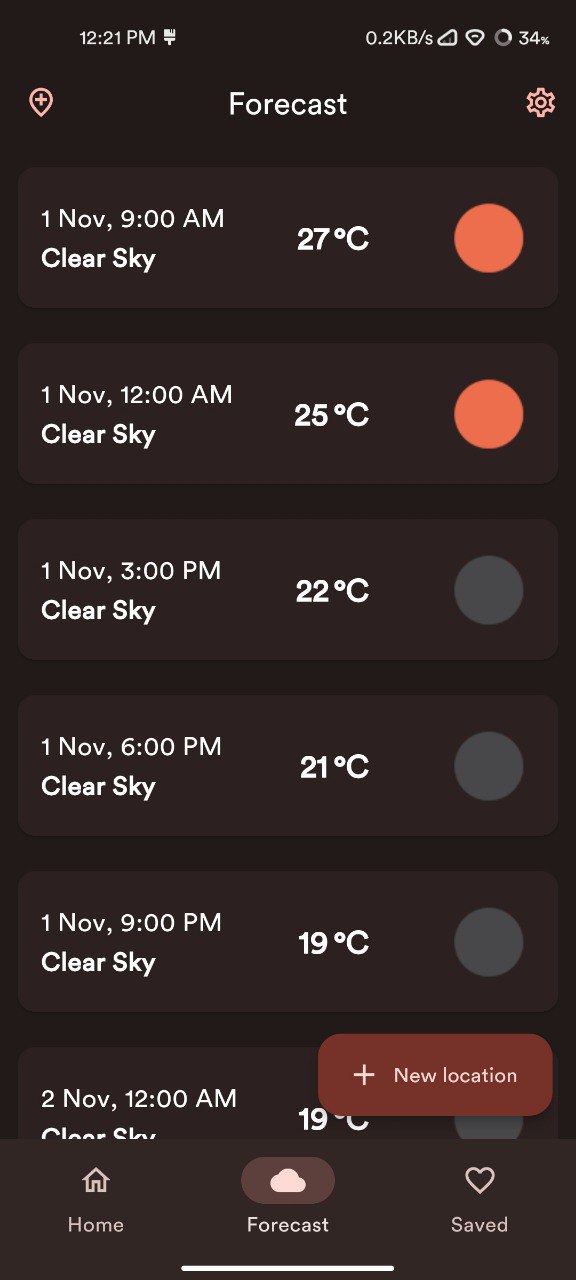 12:21 PM 0.2KB/s 34%
Forecast
1 Nov, 9:00 AM
Clear Sky
27°C
1 Nov, 12:00 AM
Clear Sky
25°C
1 Nov, 3:00 PM
Clear Sky
22°C
1 Nov, 6:00 PM
Clear Sky
21°C
1 Nov, 9:00 PM
Clear Sky
19°C
2 Nov, 12:00 AM
Clear Sky
19°C
+ New location
Home Forecast Saved